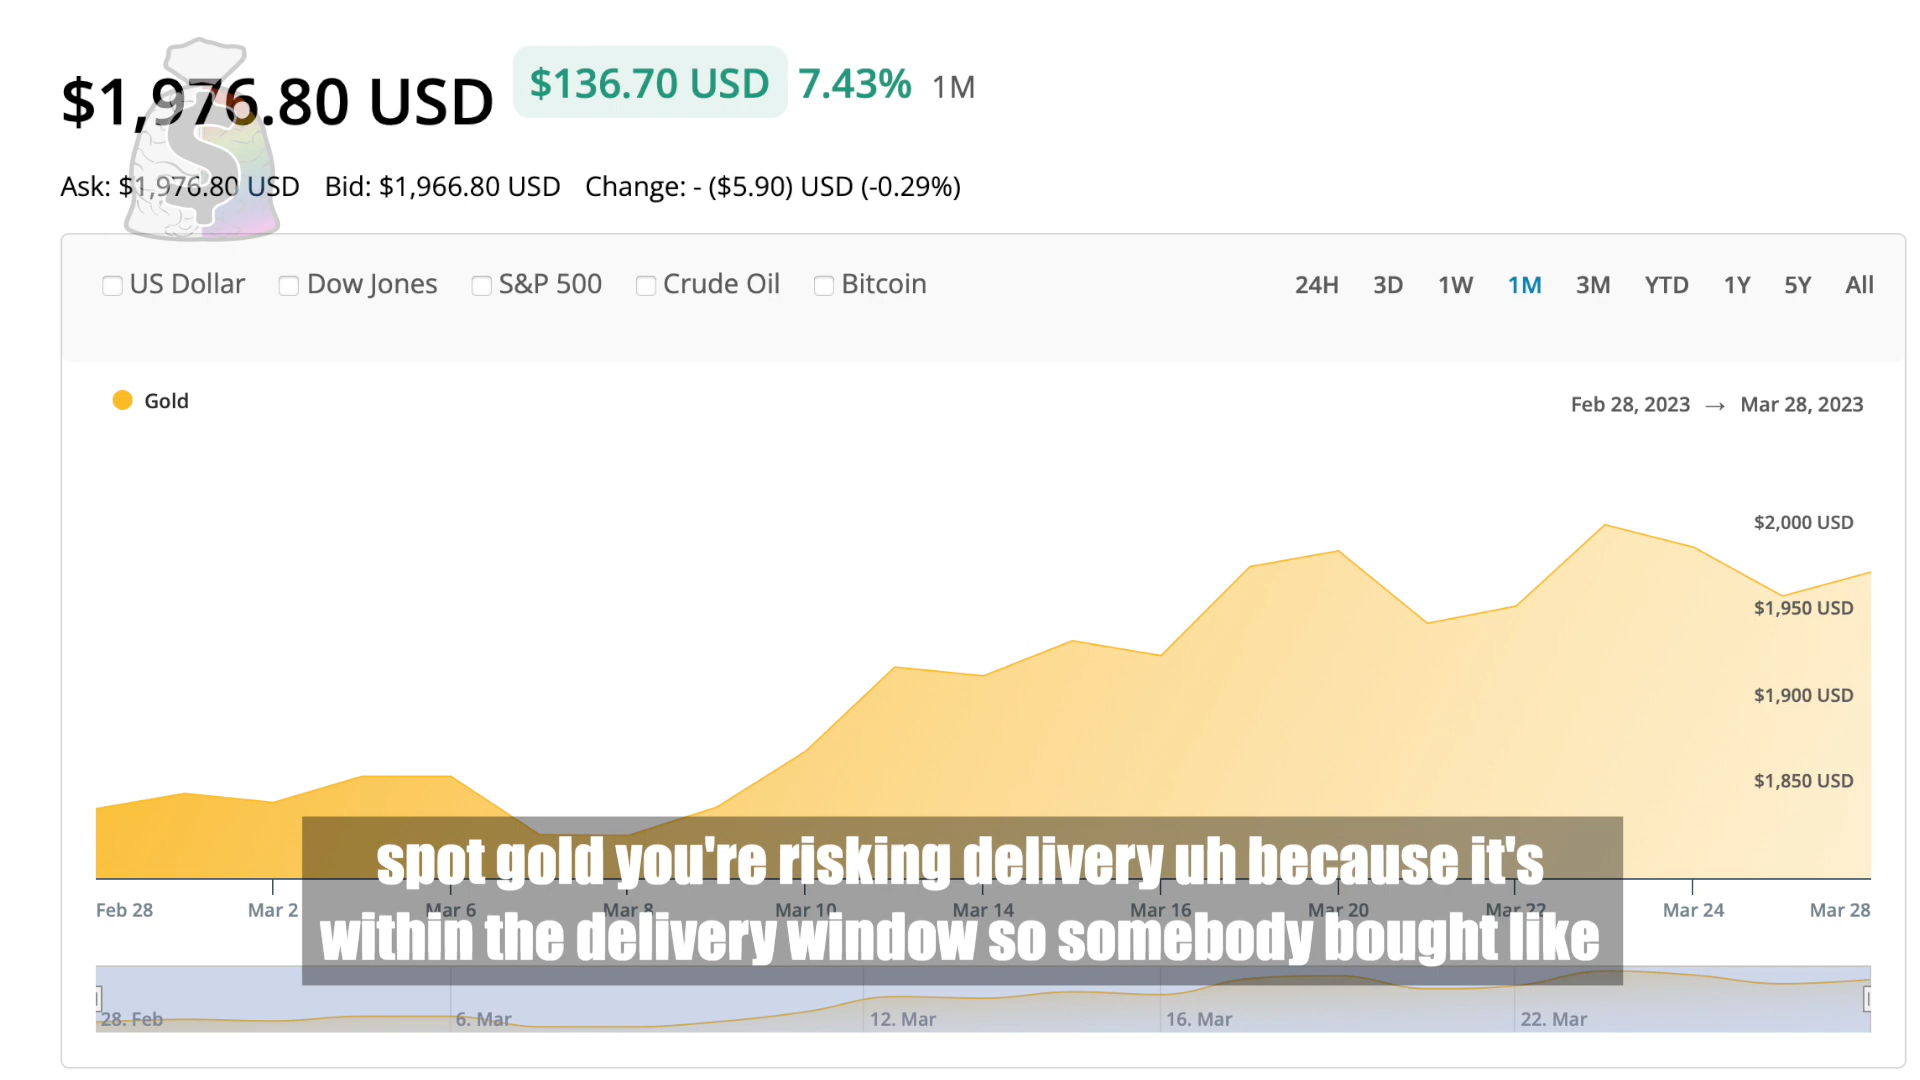 $1,976.80 USD $136.70 USD 7.43% 1M
Ask: $1,976.80 USD Bid: $1,966.80 USD Change: - ($5.90) USD (-0.29%)
US Dollar Dow Jones S&P 500 Crude Oil Bitcoin 24H 3D 1W 1M 3M YTD 1Y 5Y All
Gold Feb 28, 2023 → Mar 28, 2023
$2,000 USD
$1,950 USD
$1,900 USD
$1,850 USD
spot gold you're risking delivery uh because it's
Feb 28 Mar 2 Mar 6 Mar 8 Mar 10 Mar 14 Mar 16 Mar 20 Mar 22 Mar 24 Mar 28
within the delivery window so somebody bought like
28. Feb 6. Mar 12. Mar 16. Mar 22. Mar